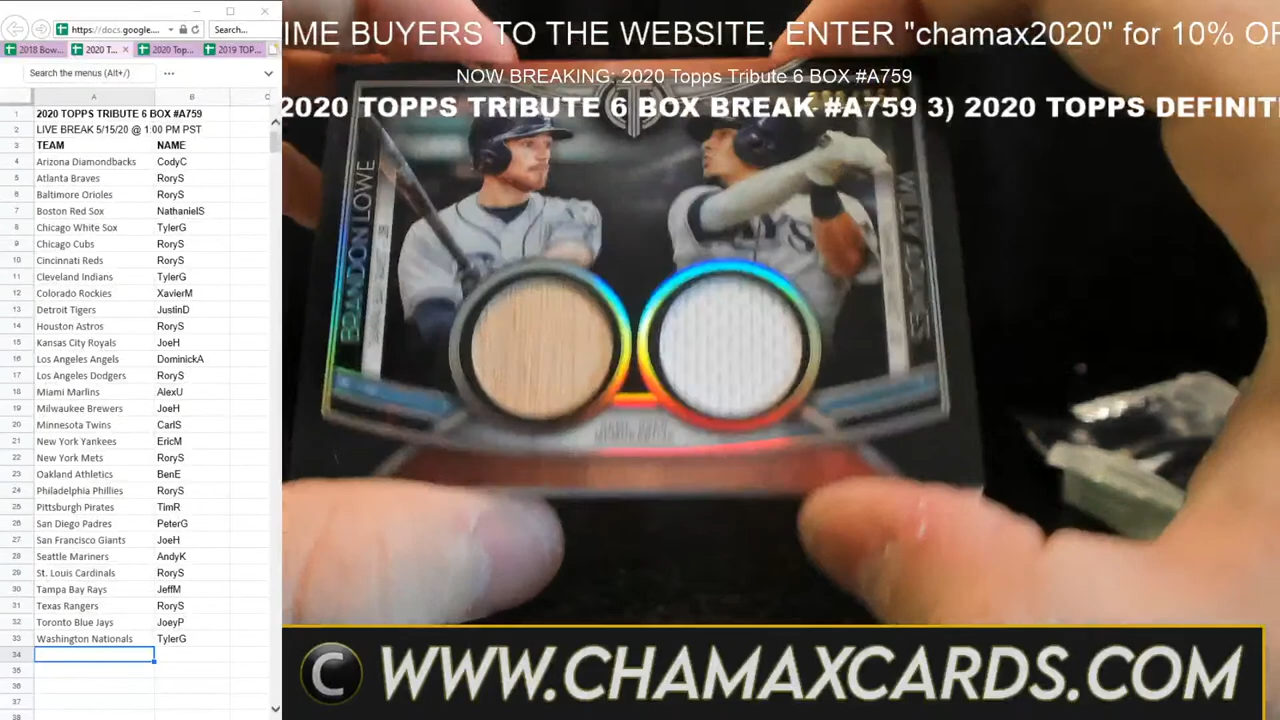 https://docs.google....
Search...
2018 Bow...
2020 T...
2020 Top...
2019 TOP...
Search the menus (Alt+/)
A B C
1 2020 TOPPS TRIBUTE 6 BOX #A759
2 LIVE BREAK 5/15/20 @ 1:00 PM PST
3 TEAM NAME
4 Arizona Diamondbacks CodyC
5 Atlanta Braves RoryS
6 Baltimore Orioles RoryS
7 Boston Red Sox NathanielS
8 Chicago White Sox TylerG
9 Chicago Cubs RoryS
10 Cincinnati Reds RoryS
11 Cleveland Indians TylerG
12 Colorado Rockies XavierM
13 Detroit Tigers JustinD
14 Houston Astros RoryS
15 Kansas City Royals JoeH
16 Los Angeles Angels DominickA
17 Los Angeles Dodgers RoryS
18 Miami Marlins AlexU
19 Milwaukee Brewers JoeH
20 Minnesota Twins CarlS
21 New York Yankees EricM
22 New York Mets RoryS
23 Oakland Athletics BenE
24 Philadelphia Phillies RoryS
25 Pittsburgh Pirates TimR
26 San Diego Padres PeterG
27 San Francisco Giants JoeH
28 Seattle Mariners AndyK
29 St. Louis Cardinals RoryS
30 Tampa Bay Rays JeffM
31 Texas Rangers RoryS
32 Toronto Blue Jays JoeyP
33 Washington Nationals TylerG
34
35
36
37
38
IME BUYERS TO THE WEBSITE, ENTER "chamax2020" for 10% OF
NOW BREAKING: 2020 Topps Tribute 6 BOX #A759
2020 TOPPS TRIBUTE 6 BOX BREAK #A759 3) 2020 TOPPS DEFINIT
BRANDON LOWE
C WWW.CHAMAXCARDS.COM